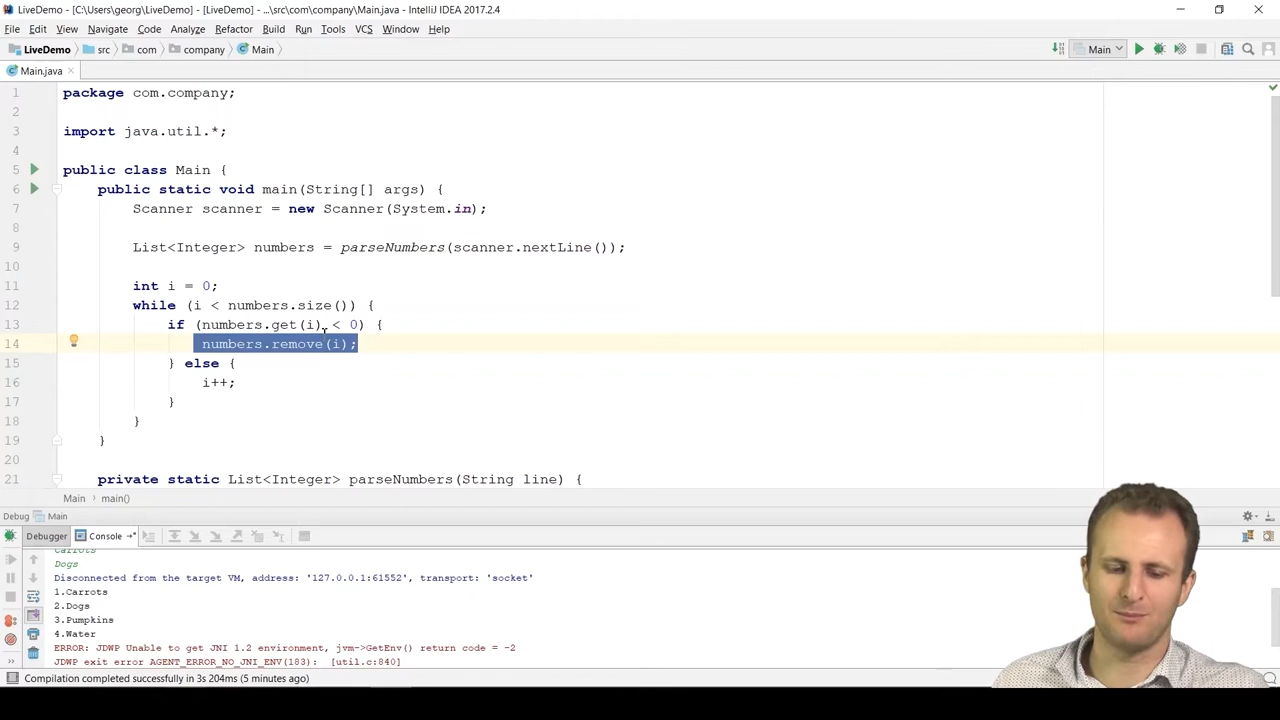 LiveDemo - [C:\Users\georg\LiveDemo] - [LiveDemo] - ...\src\com\company\Main.java - IntelliJ IDEA 2017.2.4
File Edit View Navigate Code Analyze Refactor Build Run Tools VCS Window Help
LiveDemo src com company Main Main
Main.java
1 package com.company;
2
3 import java.util.*;
4
5 public class Main {
6 public static void main(String[] args) {
7 Scanner scanner = new Scanner(System.in);
8
9 List<Integer> numbers = parseNumbers(scanner.nextLine());
10
11 int i = 0;
12 while (i < numbers.size()) {
13 if (numbers.get(i) < 0) {
14 numbers.remove(i);
15 } else {
16 i++;
17 }
18 }
19 }
20
21 private static List<Integer> parseNumbers(String line) {
Main main()
Debug Main
Debugger Console
Carrots
Dogs
Disconnected from the target VM, address: '127.0.0.1:61552', transport: 'socket'
1.Carrots
2.Dogs
3.Pumpkins
4.Water
ERROR: JDWP Unable to get JNI 1.2 environment, jvm->GetEnv() return code = -2
JDWP exit error AGENT_ERROR_NO_JNI_ENV(183): [util.c:840]
Compilation completed successfully in 3s 204ms (5 minutes ago)